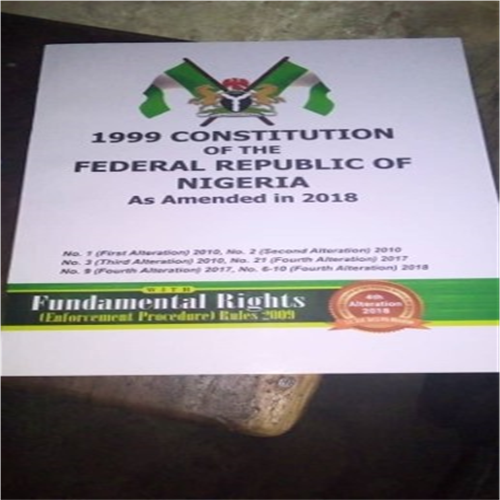 1999 CONSTITUTION
OF THE
FEDERAL REPUBLIC OF
NIGERIA
As Amended in 2018
No. 1 (First Alteration) 2010, No. 2 (Second Alteration) 2010
No. 3 (Third Alteration) 2010, No. 21 (Fourth Alteration) 2017
No. 9 (Fourth Alteration) 2017, No. 6-10 (Fourth Alteration) 2018
WITH
Fundamental Rights
(Enforcement Procedure) Rules 2009
4th
Alteration
2018